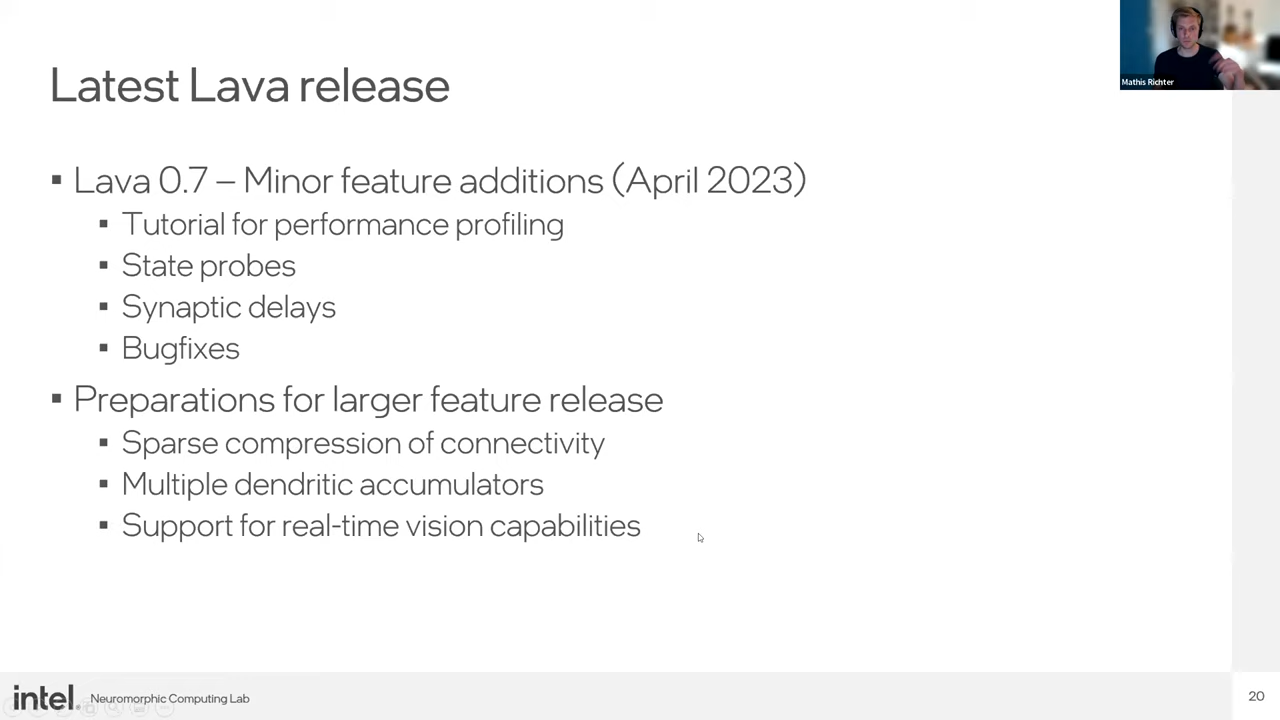 Mathis Richter
Latest Lava release
▪ Lava 0.7 – Minor feature additions (April 2023)
▪ Tutorial for performance profiling
▪ State probes
▪ Synaptic delays
▪ Bugfixes
▪ Preparations for larger feature release
▪ Sparse compression of connectivity
▪ Multiple dendritic accumulators
▪ Support for real-time vision capabilities
intel. Neuromorphic Computing Lab
20